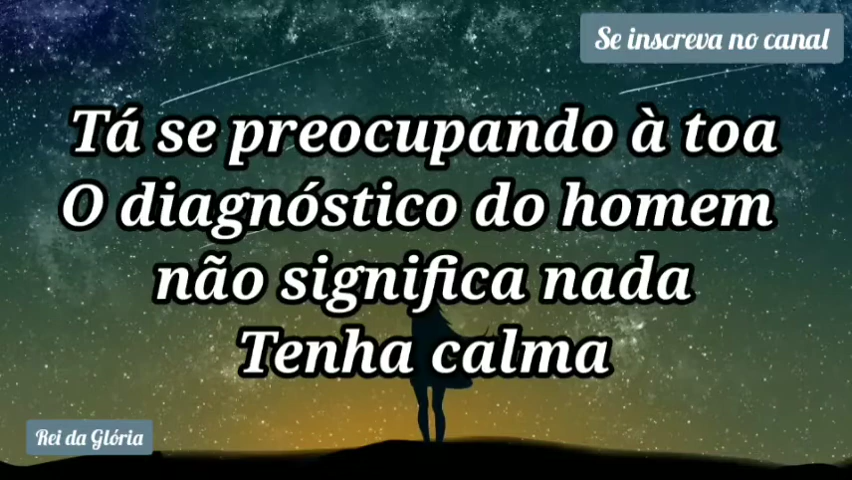 Se inscreva no canal
Tá se preocupando à toa
O diagnóstico do homem
não significa nada
Tenha calma
Rei da Glória